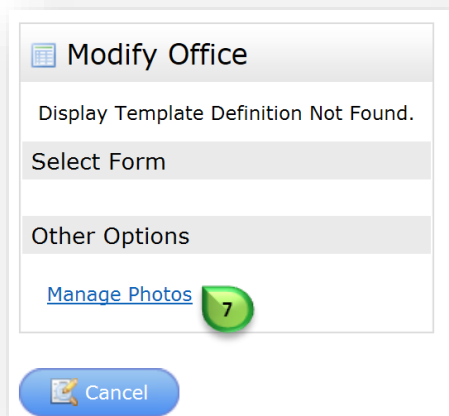 Modify Office
Display Template Definition Not Found.
Select Form
Other Options
Manage Photos
7
Cancel